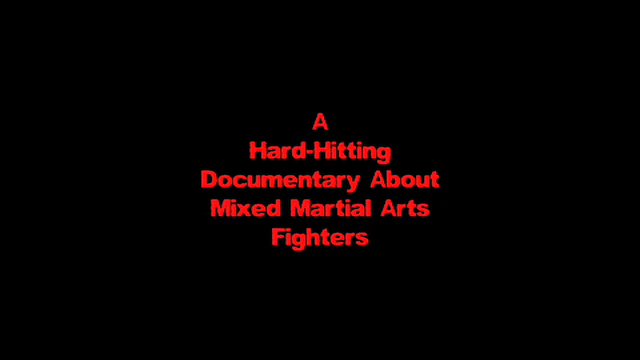 A
Hard-Hitting
Documentary About
Mixed Martial Arts
Fighters